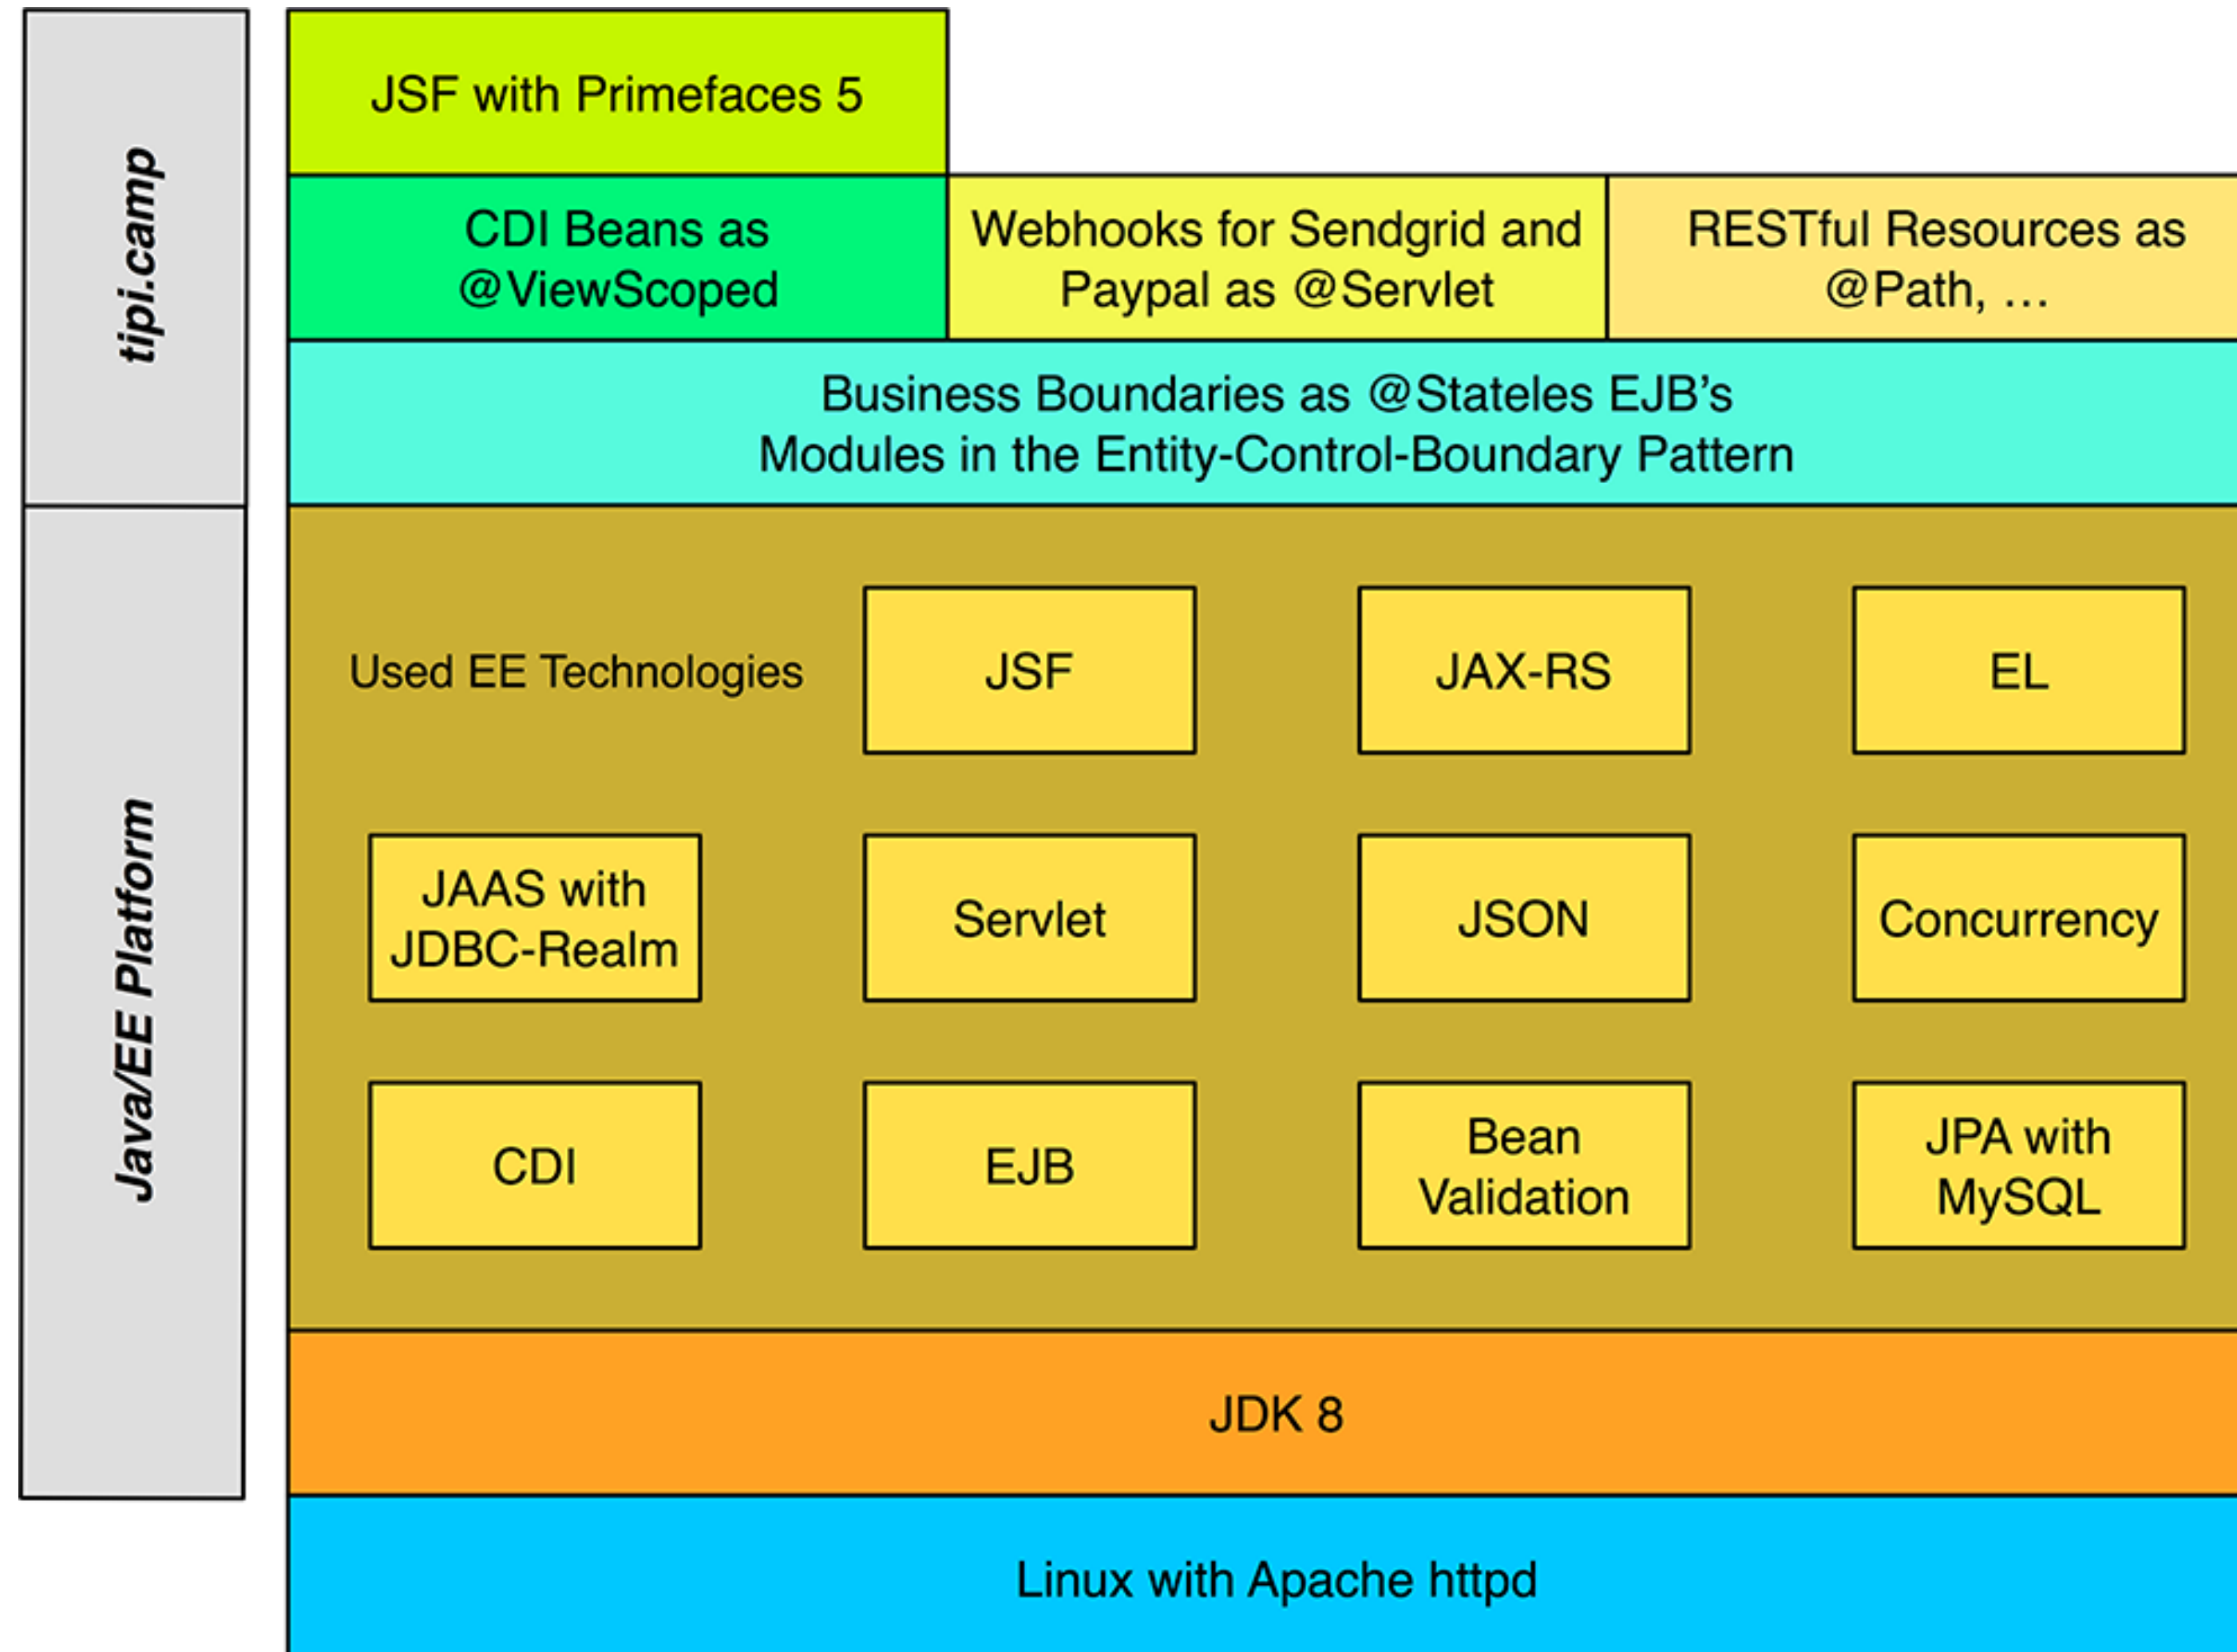 tipi.camp
JSF with Primefaces 5
CDI Beans as
@ViewScoped
Webhooks for Sendgrid and
Paypal as @Servlet
RESTful Resources as
@Path, …
Business Boundaries as @Stateles EJB’s
Modules in the Entity-Control-Boundary Pattern
Java/EE Platform
Used EE Technologies
JSF
JAX-RS
EL
JAAS with
JDBC-Realm
Servlet
JSON
Concurrency
CDI
EJB
Bean
Validation
JPA with
MySQL
JDK 8
Linux with Apache httpd